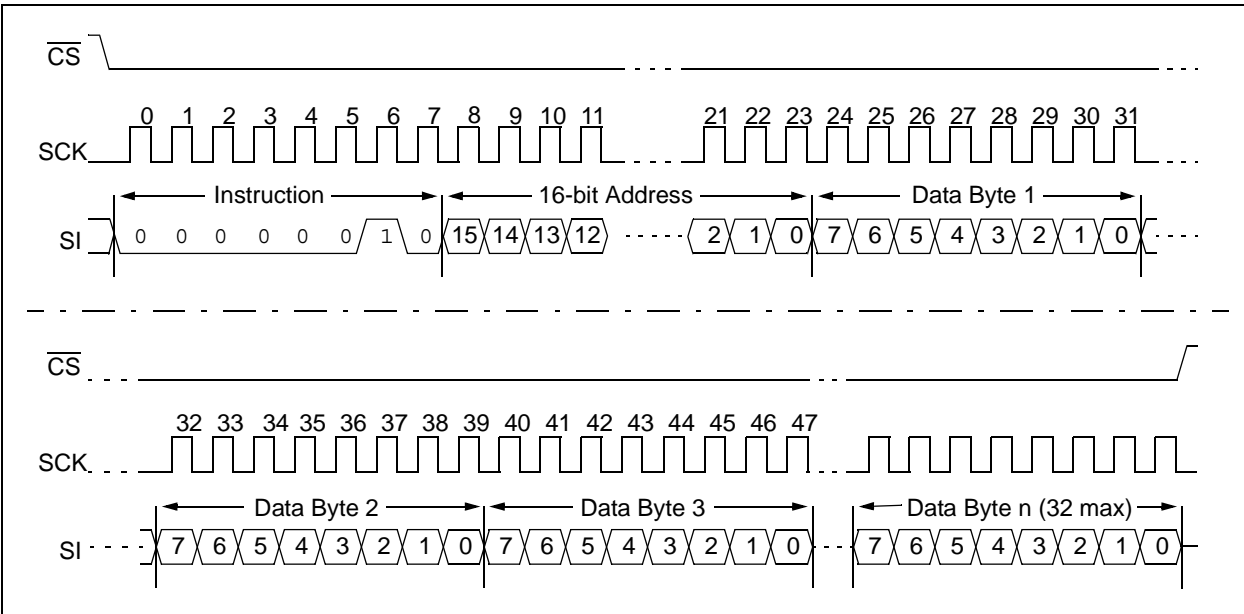 CS
0 1 2 3 4 5 6 7 8 9 10 11 21 22 23 24 25 26 27 28 29 30 31
SCK
Instruction 16-bit Address Data Byte 1
SI 0 0 0 0 0 0 1 0 15 14 13 12 2 1 0 7 6 5 4 3 2 1 0
CS
32 33 34 35 36 37 38 39 40 41 42 43 44 45 46 47
SCK
Data Byte 2 Data Byte 3 Data Byte n (32 max)
SI 7 6 5 4 3 2 1 0 7 6 5 4 3 2 1 0 7 6 5 4 3 2 1 0